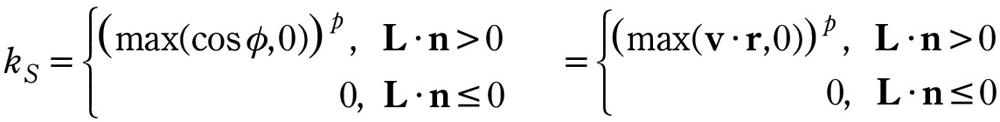 k_S = { (max(cos ϕ,0))^p, L · n > 0 = { (max(v · r,0))^p, L · n > 0
0, L · n ≤ 0 0, L · n ≤ 0